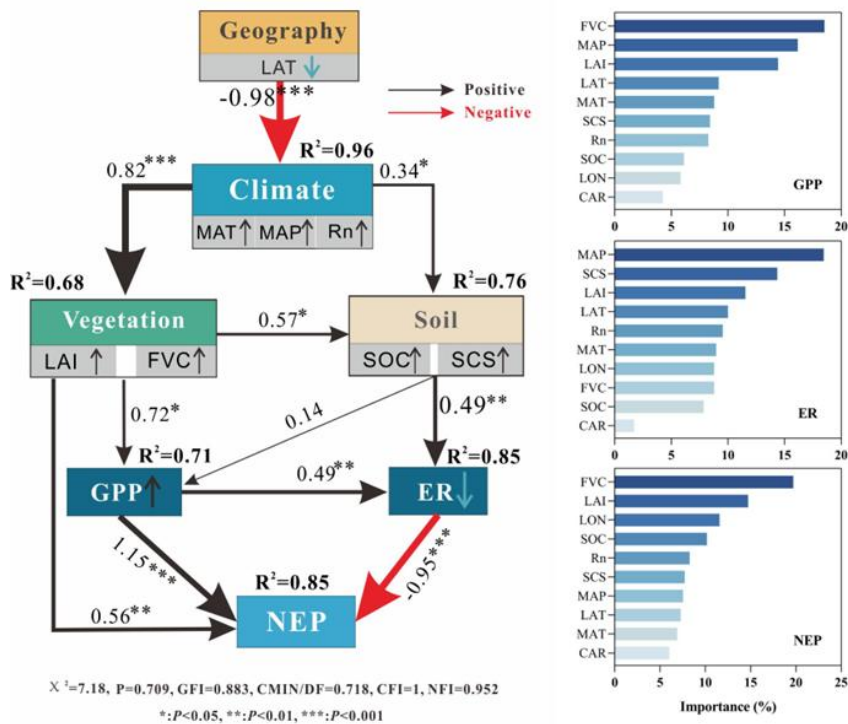 Geography
LAT ↓
-0.98***
Positive
Negative
R²=0.96
Climate
MAT↑ MAP↑ Rn↑
0.82***
0.34*
R²=0.68
Vegetation
LAI ↑ FVC↑
0.57*
R²=0.76
Soil
SOC↑ SCS↑
0.72*
0.14
0.49**
R²=0.71
GPP↑
0.49**
R²=0.85
ER↓
1.15***
-0.95***
0.56**
R²=0.85
NEP
X²=7.18, P=0.709, GFI=0.883, CMIN/DF=0.718, CFI=1, NFI=0.952
*:P<0.05, **:P<0.01, ***:P<0.001
FVC
MAP
LAI
LAT
MAT
SCS
Rn
SOC
LON
CAR
GPP
0 5 10 15 20
MAP
SCS
LAI
LAT
Rn
MAT
LON
FVC
SOC
CAR
ER
0 5 10 15 20
FVC
LAI
LON
SOC
Rn
SCS
MAP
LAT
MAT
CAR
NEP
0 5 10 15 20 25
Importance (%)